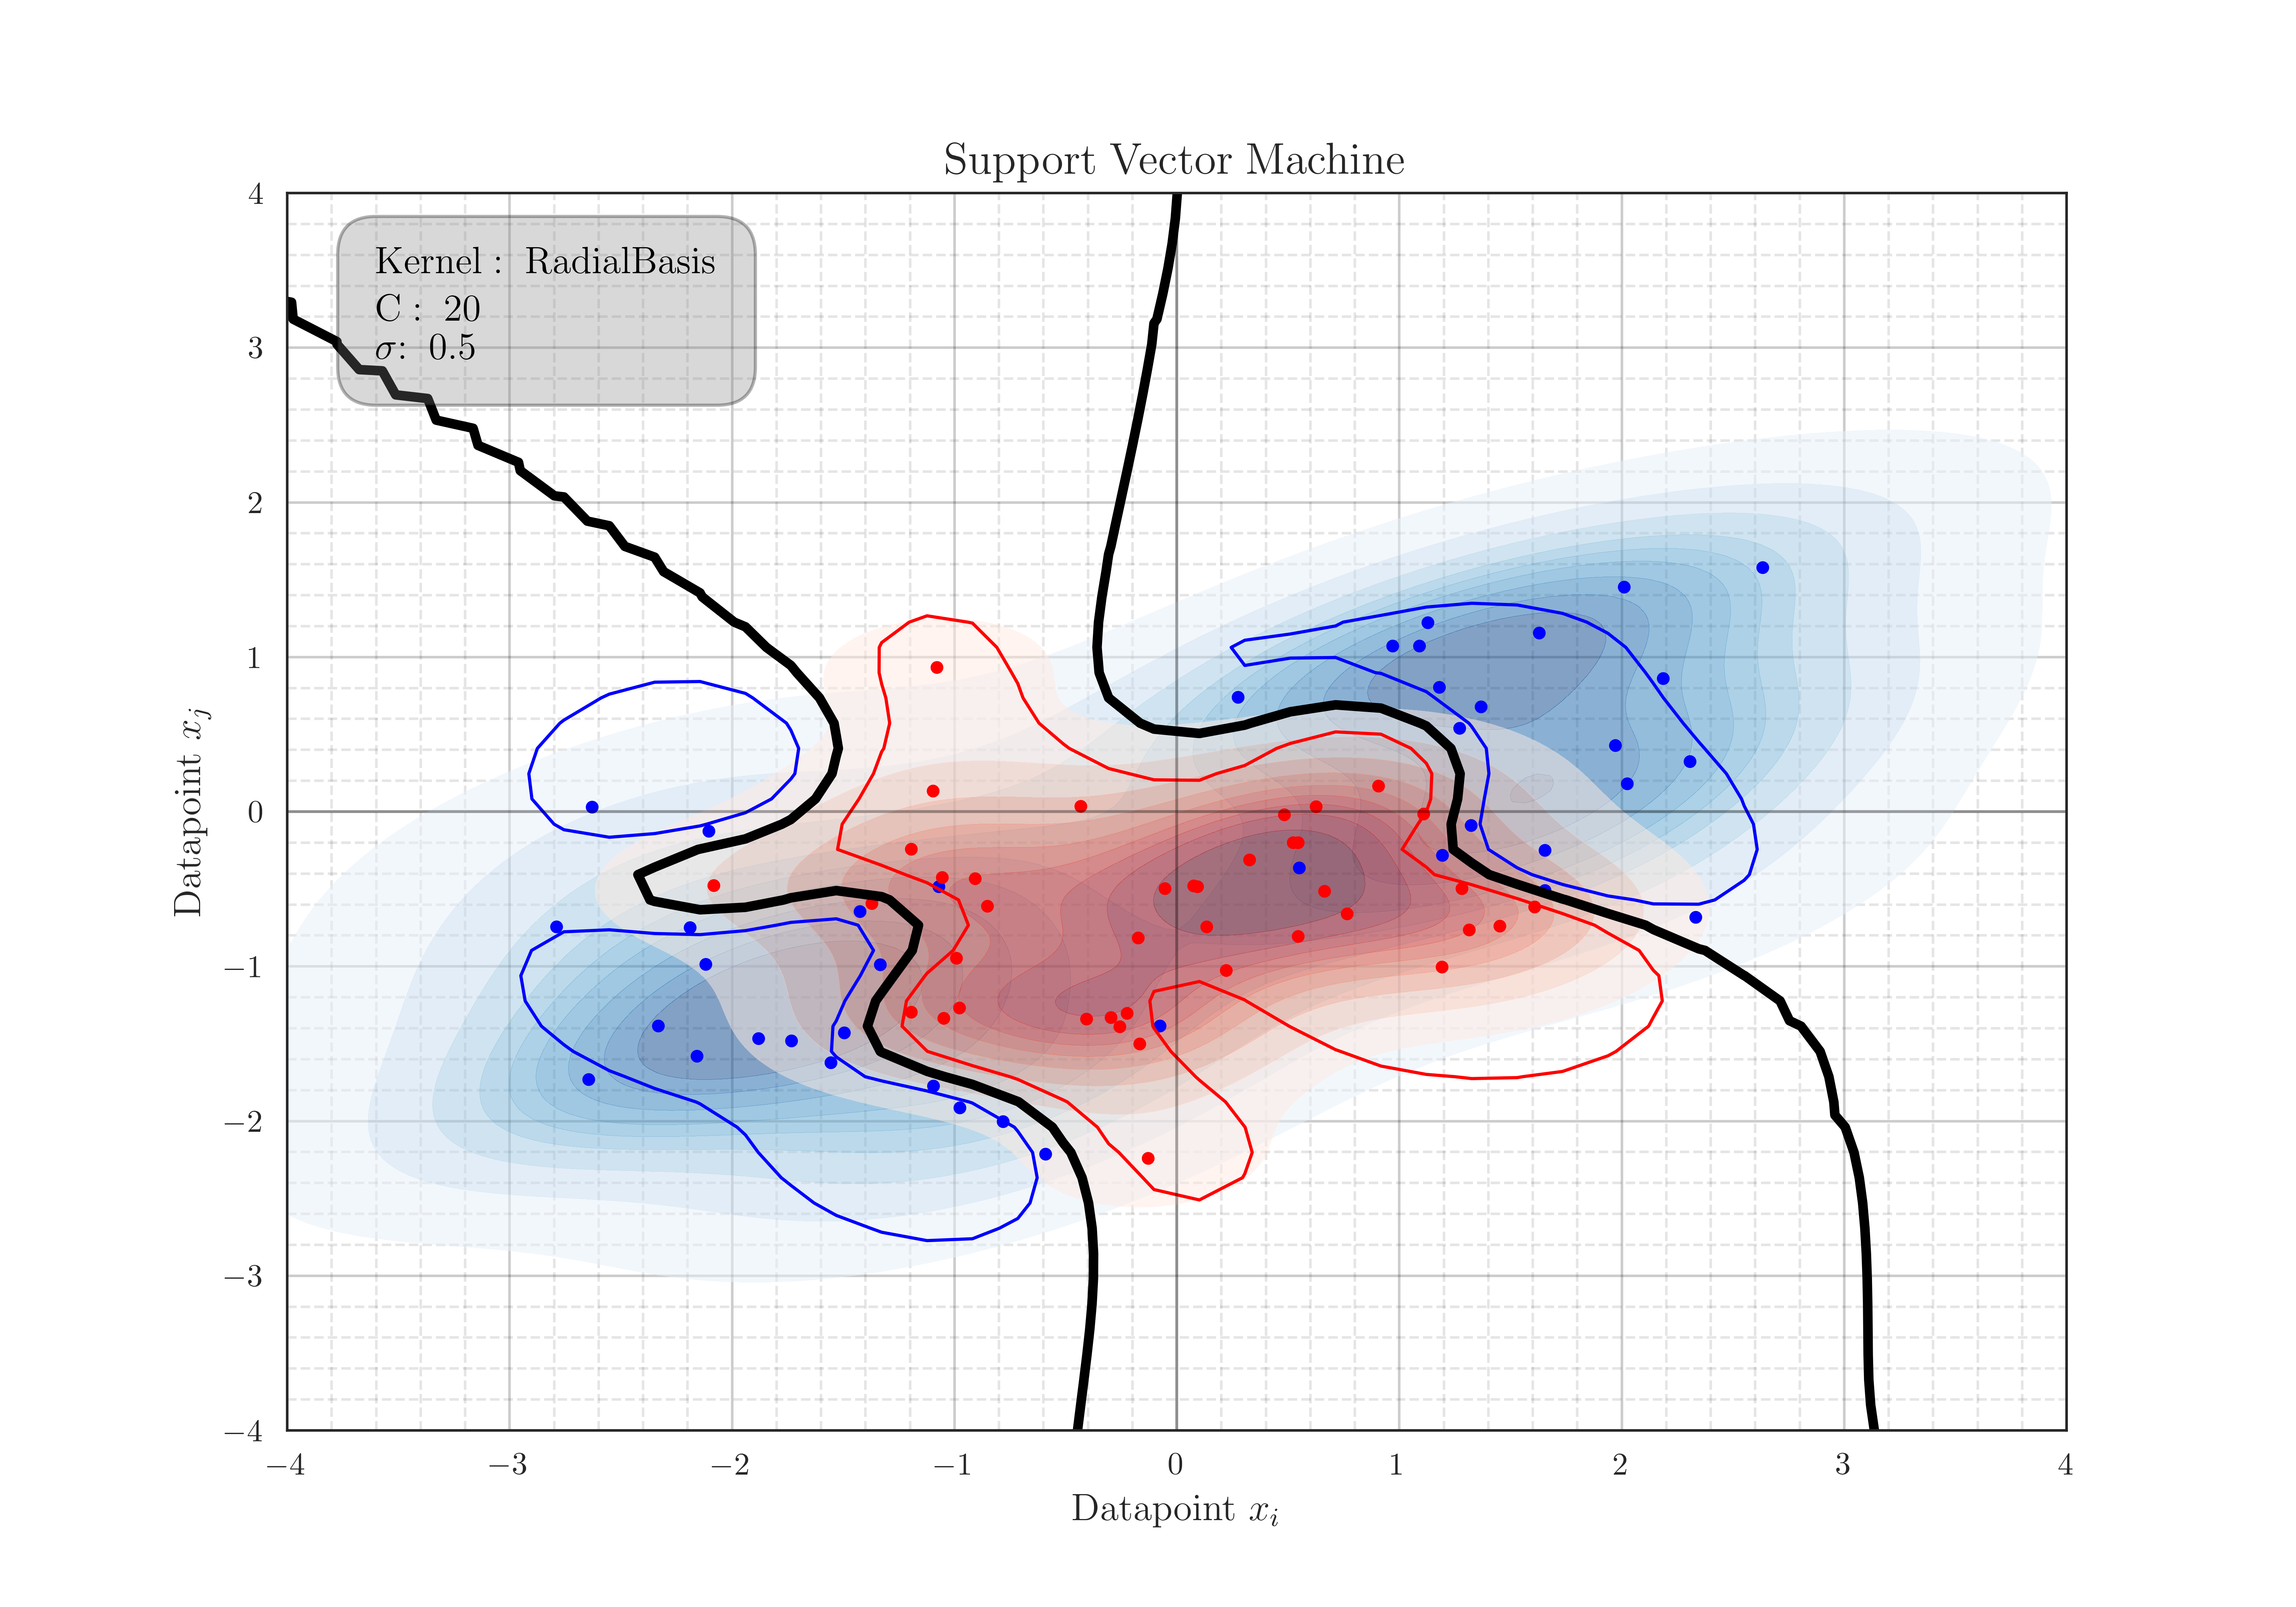 Support Vector Machine
Kernel : RadialBasis
C : 20
σ: 0.5
Datapoint x_j
4
3
2
1
0
−1
−2
−3
−4
−4 −3 −2 −1 0 1 2 3 4
Datapoint x_i